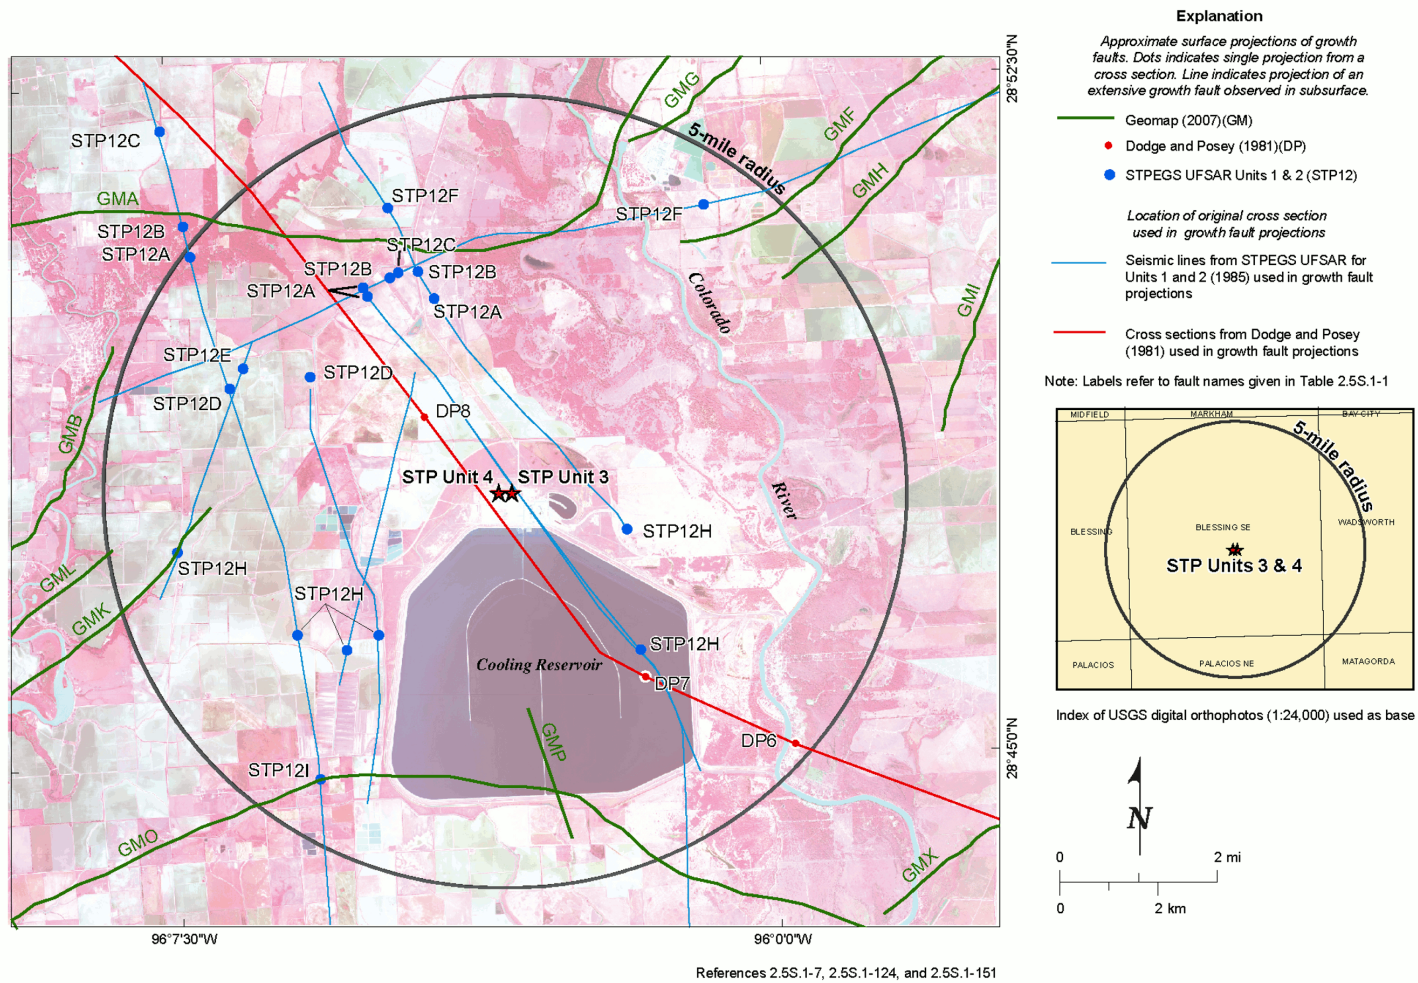 Explanation
Approximate surface projections of growth
faults. Dots indicates single projection from a
cross section. Line indicates projection of an
extensive growth fault observed in subsurface.
Geomap (2007)(GM)
Dodge and Posey (1981)(DP)
STPEGS UFSAR Units 1 & 2 (STP12)
Location of original cross section
used in growth fault projections
Seismic lines from STPEGS UFSAR for
Units 1 and 2 (1985) used in growth fault
projections
Cross sections from Dodge and Posey
(1981) used in growth fault projections
Note: Labels refer to fault names given in Table 2.5S.1-1
MIDFIELD
MARKHAM
BAY CITY
5-mile radius
BLESSING
BLESSING SE
WADSWORTH
STP Units 3 & 4
PALACIOS
PALACIOS NE
MATAGORDA
Index of USGS digital orthophotos (1:24,000) used as base
N
0
2 mi
0
2 km
28°52'30"N
28°45'0"N
96°7'30"W
96°0'0"W
GMG
GMF
GMH
5-mile radius
STP12C
GMA
STP12F
STP12F
STP12B
STP12A
STP12C
STP12B
STP12B
STP12A
STP12A
Colorado
GMI
STP12E
STP12D
STP12D
DP8
GMB
STP Unit 4
STP Unit 3
River
STP12H
GML
STP12H
GMK
STP12H
STP12H
Cooling Reservoir
DP7
GMP
DP6
STP12I
GMO
GMX
References 2.5S.1-7, 2.5S.1-124, and 2.5S.1-151